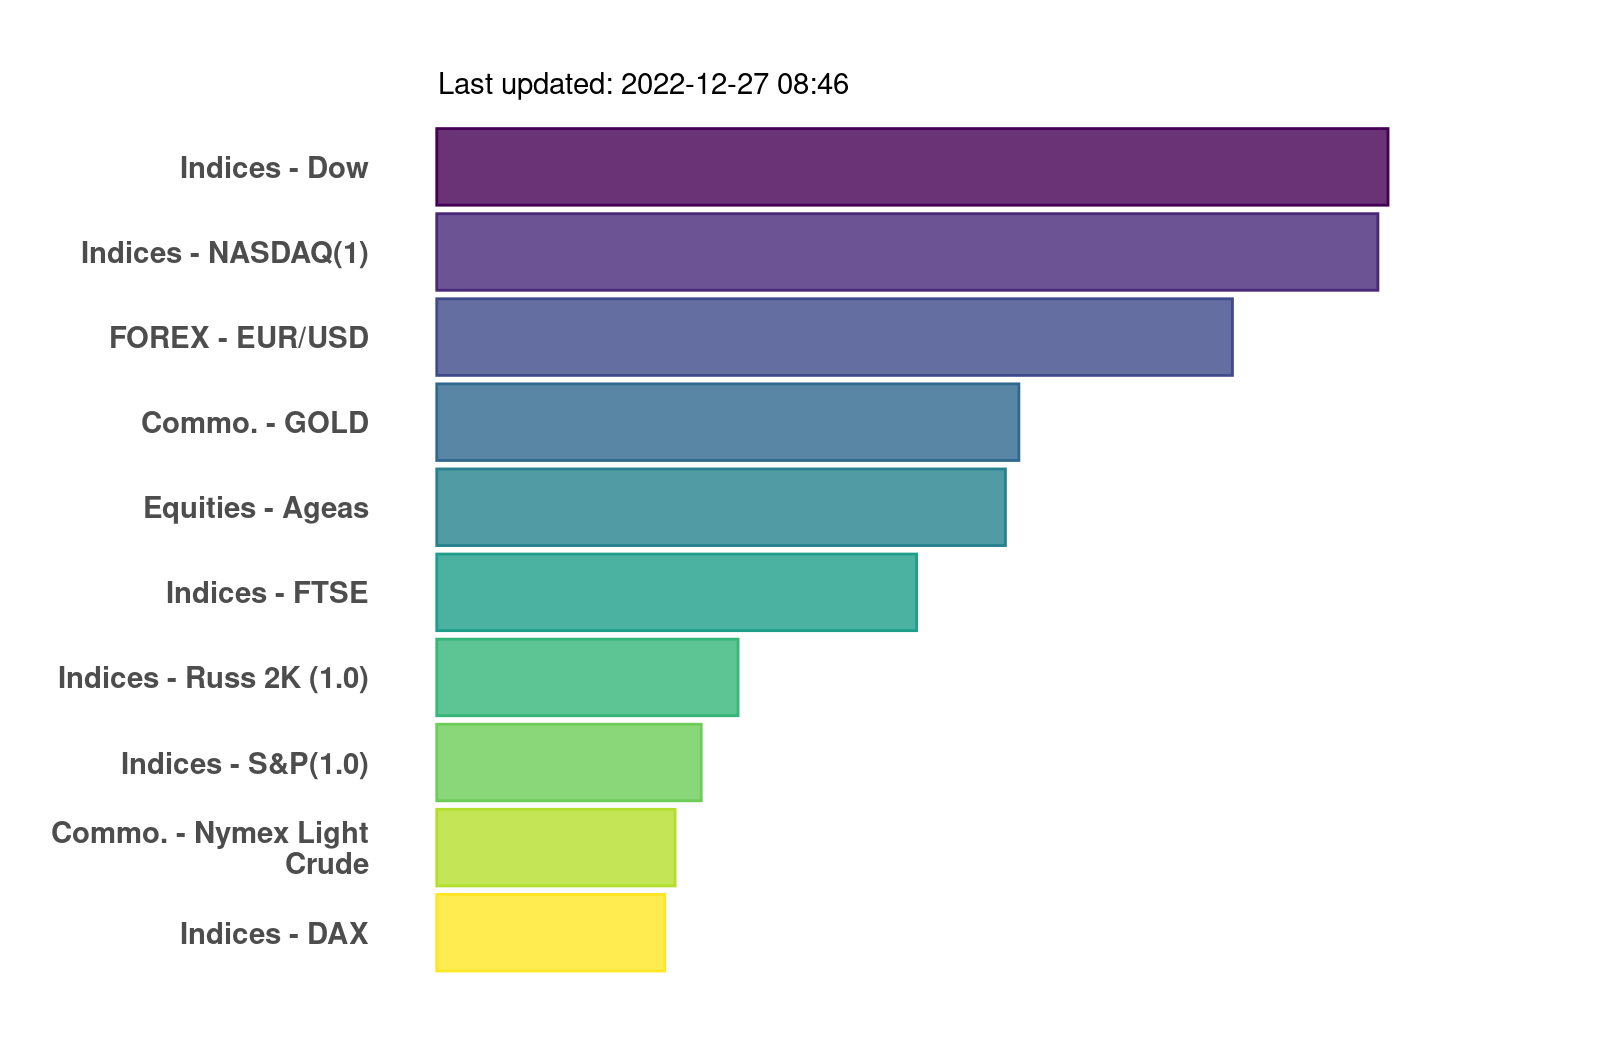 Last updated: 2022-12-27 08:46
Indices - Dow
Indices - NASDAQ(1)
FOREX - EUR/USD
Commo. - GOLD
Equities - Ageas
Indices - FTSE
Indices - Russ 2K (1.0)
Indices - S&P(1.0)
Commo. - Nymex Light
Crude
Indices - DAX